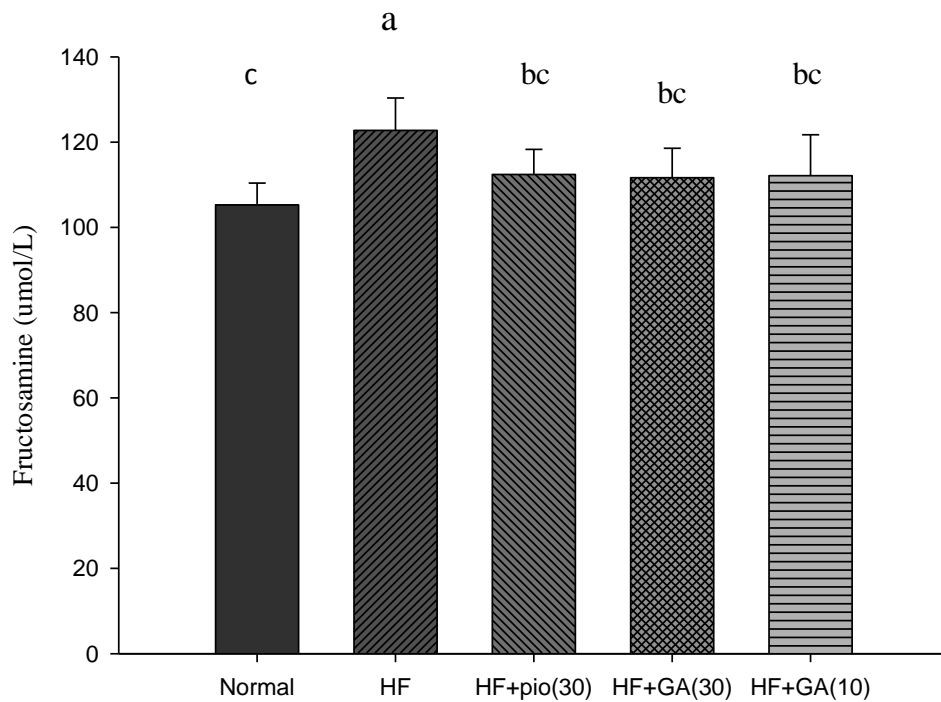 a
c
bc
bc
bc
140
120
100
80
60
40
20
0
Fructosamine (umol/L)
Normal HF HF+pio(30) HF+GA(30) HF+GA(10)